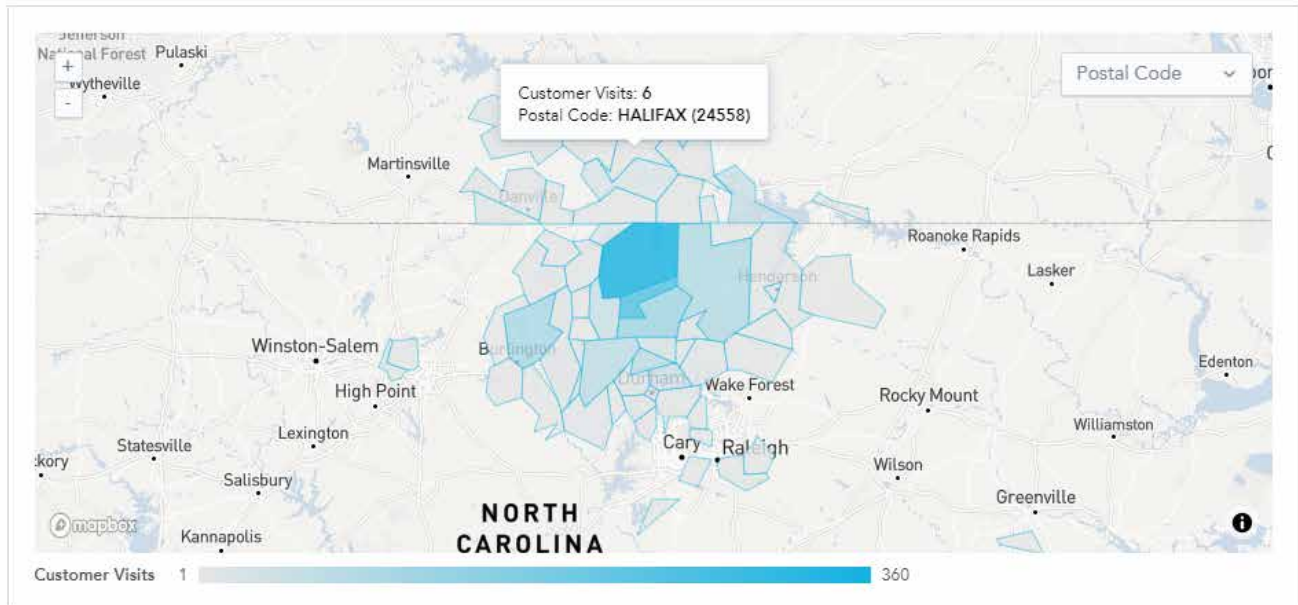 Jefferson
National Forest
Pulaski
Wytheville
+
-
Customer Visits: 6
Postal Code: HALIFAX (24558)
Postal Code
Martinsville
Danville
Roanoke Rapids
Lasker
Henderson
Winston-Salem
Burlington
High Point
Durham
Wake Forest
Edenton
Rocky Mount
Williamston
Lexington
Statesville
Cary
Raleigh
Wilson
Salisbury
Greenville
NORTH
CAROLINA
mapbox
Kannapolis
Customer Visits 1 360